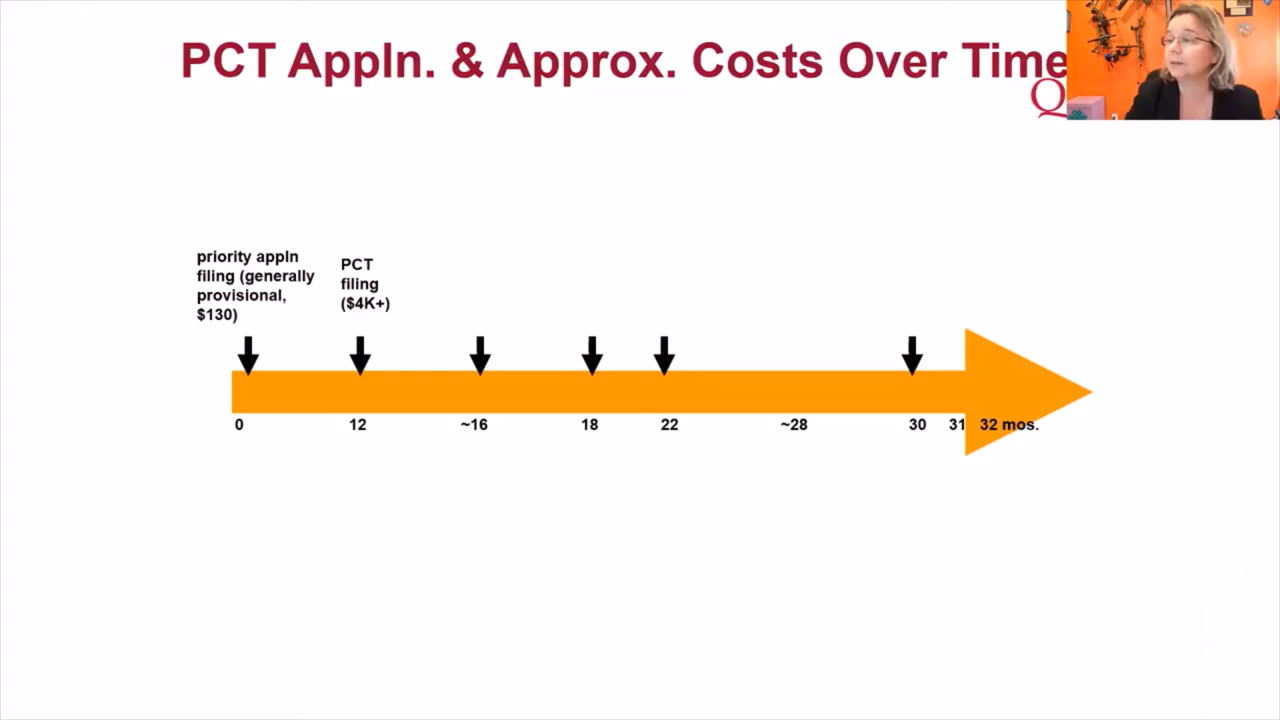 PCT Appln. & Approx. Costs Over Time
Q
priority appln
filing (generally
provisional,
$130)
PCT
filing
($4K+)
0 12 ~16 18 22 ~28 30 31 32 mos.